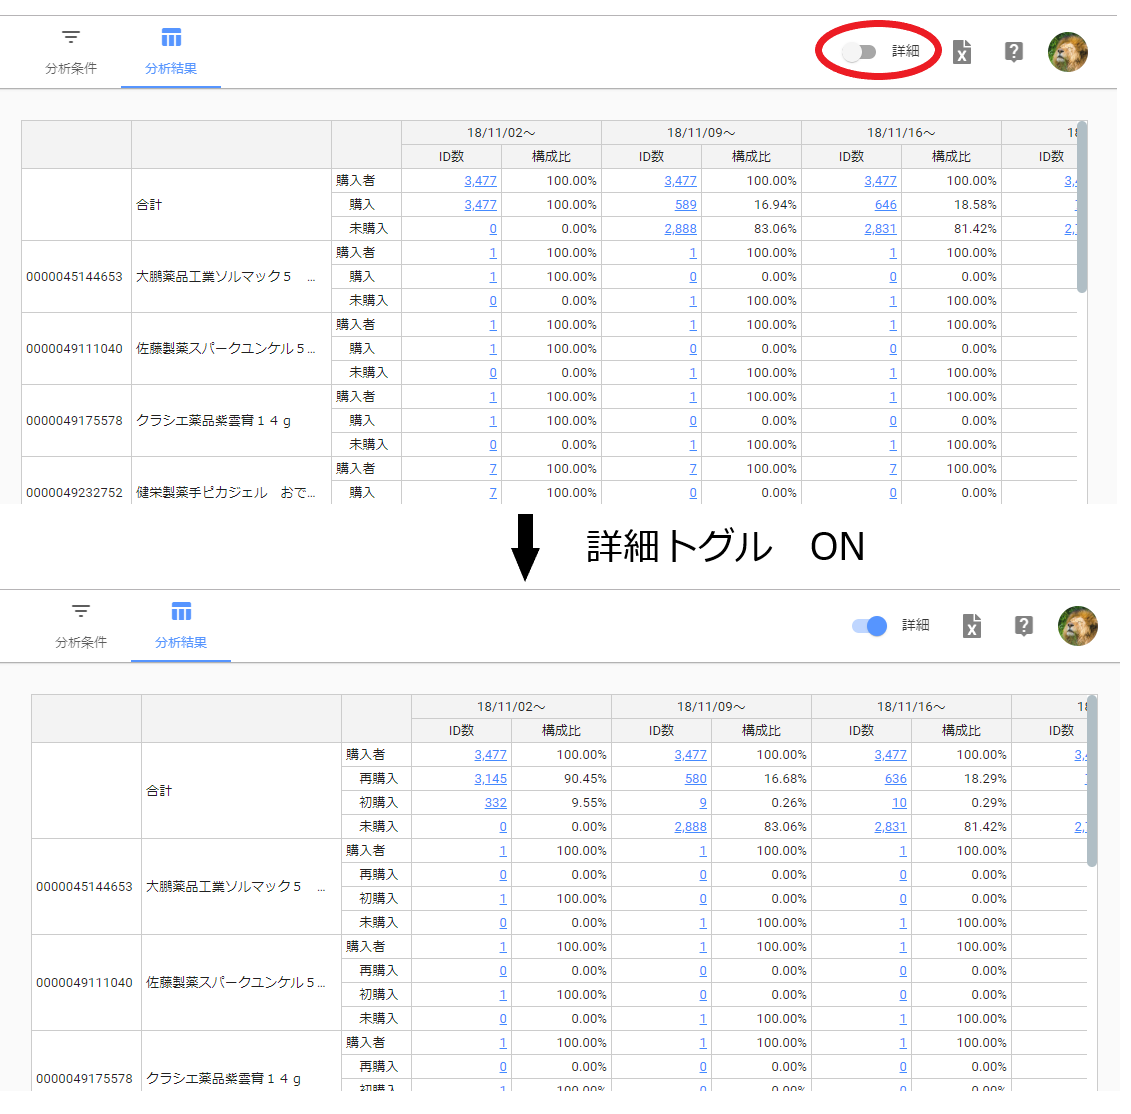 分析条件 分析結果 詳細
18/11/02～ 18/11/09～ 18/11/16～
ID数 構成比 ID数 構成比 ID数 構成比 ID数
購入者 3,477 100.00% 3,477 100.00% 3,477 100.00%
合計 購入 3,477 100.00% 589 16.94% 646 18.58%
未購入 0 0.00% 2,888 83.06% 2,831 81.42%
購入者 1 100.00% 1 100.00% 1 100.00%
0000045144653 大鵬薬品工業ソルマック５ ... 購入 1 100.00% 0 0.00% 0 0.00%
未購入 0 0.00% 1 100.00% 1 100.00%
購入者 1 100.00% 1 100.00% 1 100.00%
0000049111040 佐藤製薬スパークユンケル５... 購入 1 100.00% 0 0.00% 0 0.00%
未購入 0 0.00% 1 100.00% 1 100.00%
購入者 1 100.00% 1 100.00% 1 100.00%
0000049175578 クラシエ薬品紫雲膏１４ｇ 購入 1 100.00% 0 0.00% 0 0.00%
未購入 0 0.00% 1 100.00% 1 100.00%
購入者 7 100.00% 7 100.00% 7 100.00%
0000049232752 健栄製薬手ピカジェル　おで... 購入 7 100.00% 0 0.00% 0 0.00%
詳細トグル　ON
分析条件 分析結果 詳細
18/11/02～ 18/11/09～ 18/11/16～
ID数 構成比 ID数 構成比 ID数 構成比 ID数
購入者 3,477 100.00% 3,477 100.00% 3,477 100.00%
再購入 3,145 90.45% 580 16.68% 636 18.29%
合計
初購入 332 9.55% 9 0.26% 10 0.29%
未購入 0 0.00% 2,888 83.06% 2,831 81.42%
購入者 1 100.00% 1 100.00% 1 100.00%
再購入 0 0.00% 0 0.00% 0 0.00%
0000045144653 大鵬薬品工業ソルマック５ ...
初購入 1 100.00% 0 0.00% 0 0.00%
未購入 0 0.00% 1 100.00% 1 100.00%
購入者 1 100.00% 1 100.00% 1 100.00%
再購入 0 0.00% 0 0.00% 0 0.00%
0000049111040 佐藤製薬スパークユンケル５...
初購入 1 100.00% 0 0.00% 0 0.00%
未購入 0 0.00% 1 100.00% 1 100.00%
購入者 1 100.00% 1 100.00% 1 100.00%
再購入 0 0.00% 0 0.00% 0 0.00%
0000049175578 クラシエ薬品紫雲膏１４ｇ
初購入 1 100.00% 0 0.00% 0 0.00%